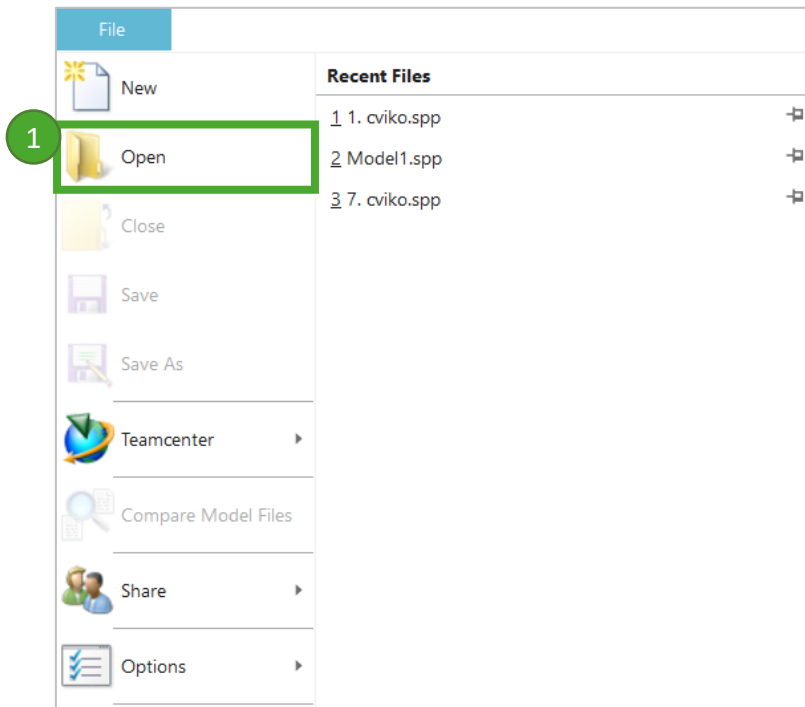 File
New
Recent Files
1 1. cviko.spp
1
Open
2 Model1.spp
3 7. cviko.spp
Close
Save
Save As
Teamcenter
Compare Model Files
Share
Options